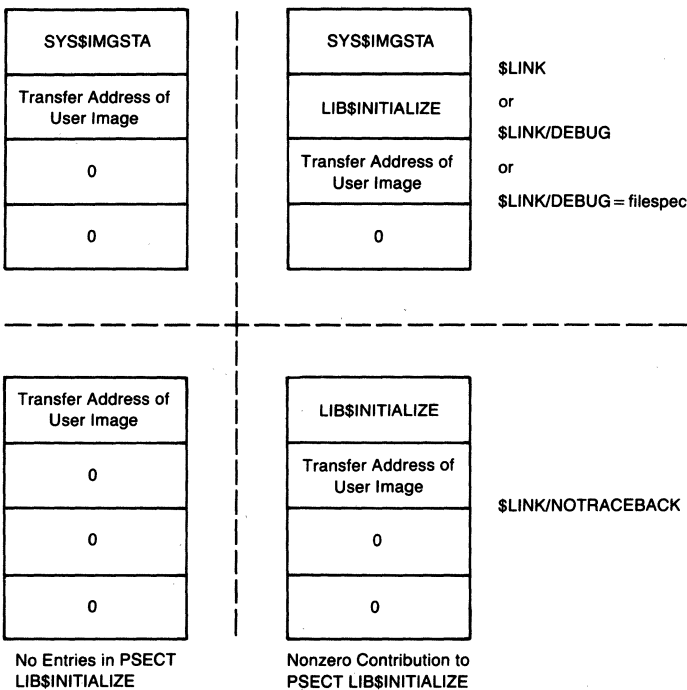 SYS$IMGSTA
Transfer Address of
User Image
0
0
SYS$IMGSTA
LIB$INITIALIZE
Transfer Address of
User Image
0
$LINK
or
$LINK/DEBUG
or
$LINK/DEBUG = filespec
Transfer Address of
User Image
0
0
0
LIB$INITIALIZE
Transfer Address of
User Image
0
0
$LINK/NOTRACEBACK
No Entries in PSECT
LIB$INITIALIZE
Nonzero Contribution to
PSECT LIB$INITIALIZE